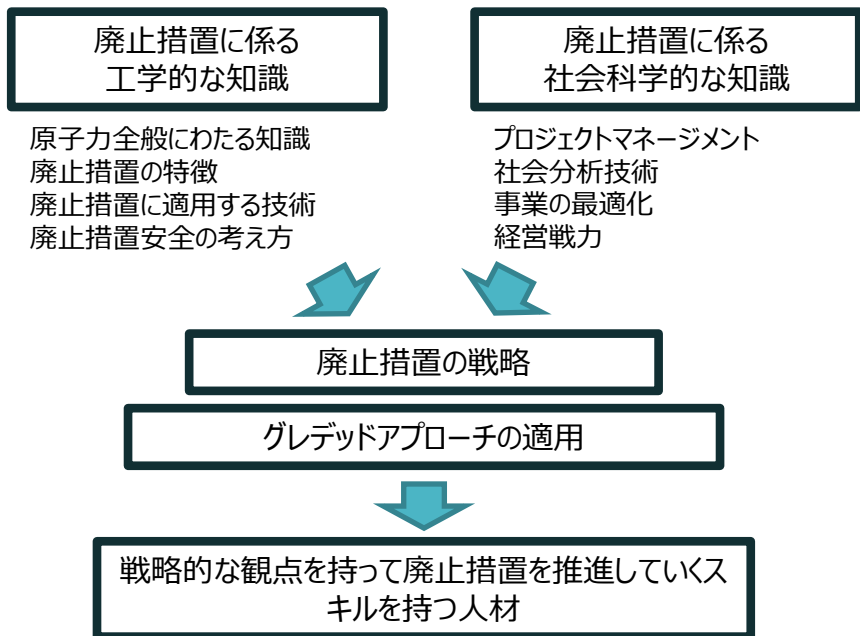 廃止措置に係る
工学的な知識
廃止措置に係る
社会科学的な知識
原子力全般にわたる知識
廃止措置の特徴
廃止措置に適用する技術
廃止措置安全の考え方
プロジェクトマネージメント
社会分析技術
事業の最適化
経営戦力
廃止措置の戦略
グレデッドアプローチの適用
戦略的な観点を持って廃止措置を推進していくス
キルを持つ人材